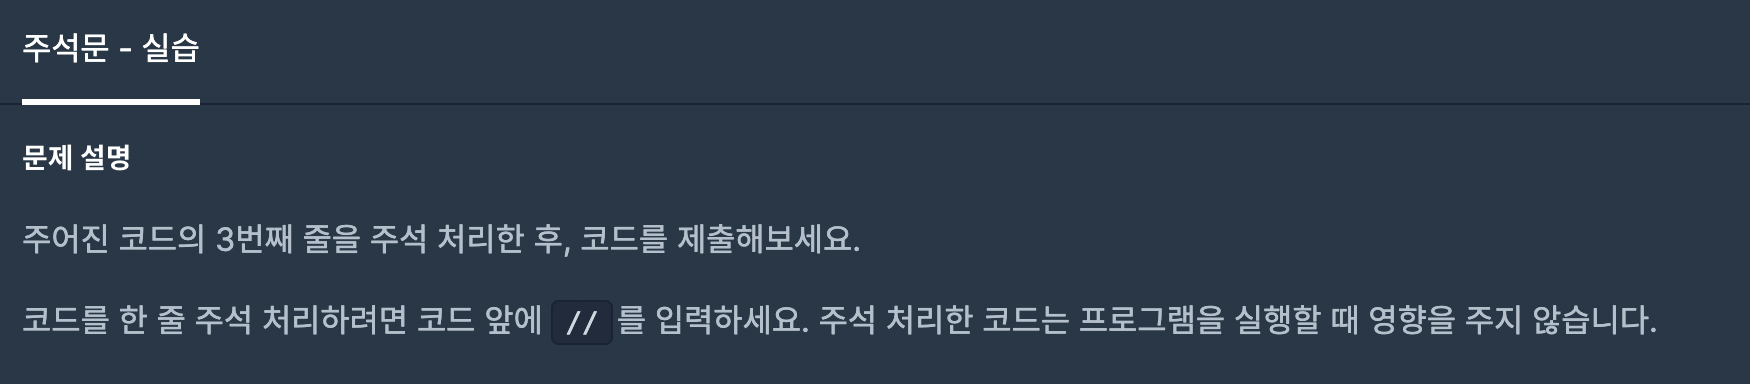 주석문 - 실습
문제 설명
주어진 코드의 3번째 줄을 주석 처리한 후, 코드를 제출해보세요.
코드를 한 줄 주석 처리하려면 코드 앞에 // 를 입력하세요. 주석 처리한 코드는 프로그램을 실행할 때 영향을 주지 않습니다.